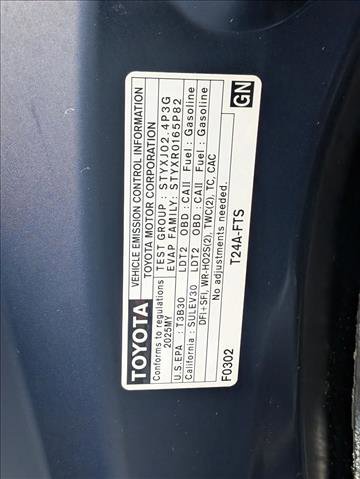 TOYOTA
VEHICLE EMISSION CONTROL INFORMATION
TOYOTA MOTOR CORPORATION
Conforms to regulations: TEST GROUP: STYXJ02.4P3G
2025MY EVAP FAMILY: STYXR0165P82
U.S.EPA : T3B30 LDT2 OBD : CAII Fuel : Gasoline
California : SULEV30 LDT2 OBD : CAII Fuel : Gasoline
DFI+SFI, WR-HO2S(2), TWC(2), TC, CAC
No adjustments needed.
F0302 T24A-FTS GN